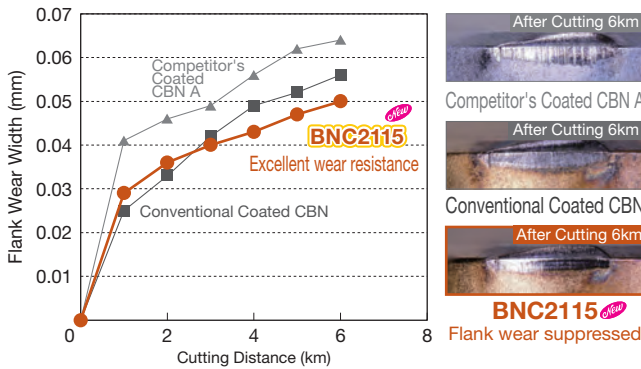 0.07
0.06
0.05
0.04
0.03
0.02
0.01
0
2
4
6
8
Flank Wear Width (mm)
Cutting Distance (km)
Competitor's
Coated
CBN A
New
BNC2115
Excellent wear resistance
Conventional Coated CBN
After Cutting 6km
Competitor's Coated CBN A
After Cutting 6km
Conventional Coated CBN
After Cutting 6km
BNC2115 New
Flank wear suppressed